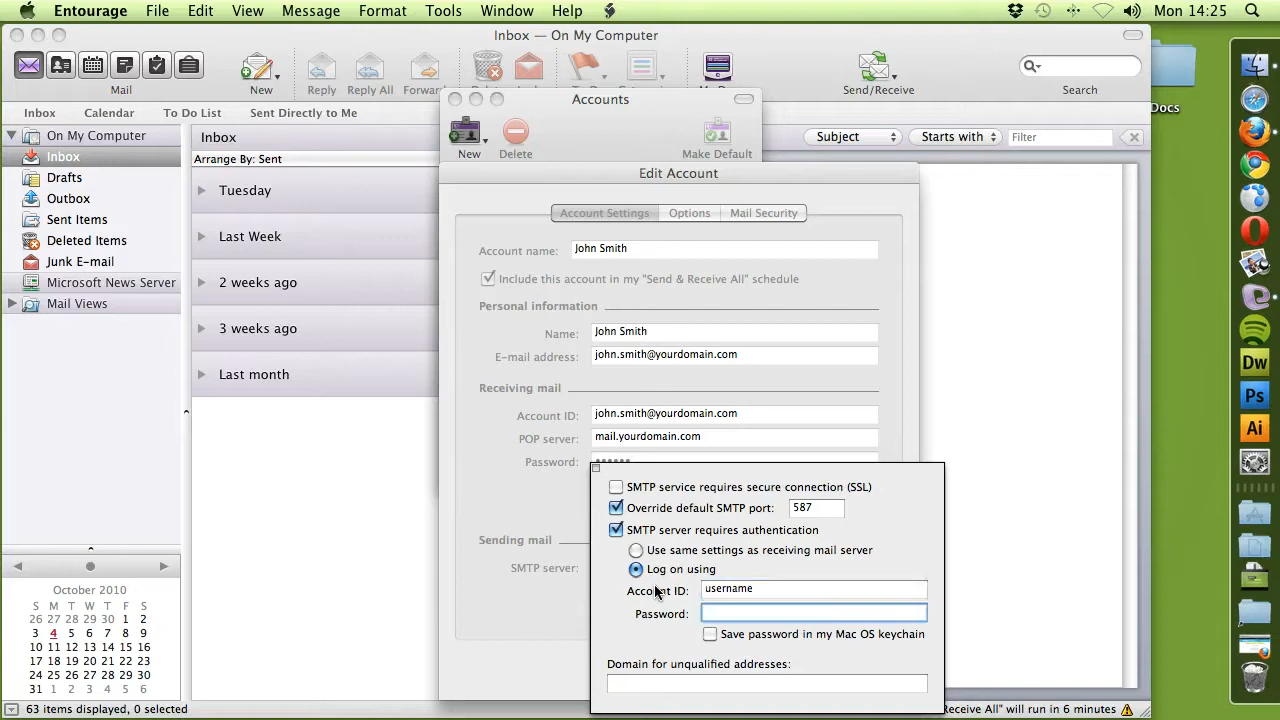 Entourage File Edit View Message Format Tools Window Help Mon 14:25
Inbox — On My Computer
Mail New Reply Reply All Forward Send/Receive Search
Docs
Inbox Calendar To Do List Sent Directly to Me
Accounts
New Delete Make Default
On My Computer
Inbox
Drafts
Outbox
Sent Items
Deleted Items
Junk E-mail
Microsoft News Server
Mail Views
Inbox Subject Starts with Filter
Arrange By: Sent
Tuesday
Last Week
2 weeks ago
3 weeks ago
Last month
Edit Account
Account Settings Options Mail Security
Account name: John Smith
Include this account in my "Send & Receive All" schedule
Personal information
Name: John Smith
E-mail address: john.smith@yourdomain.com
Receiving mail
Account ID: john.smith@yourdomain.com
POP server: mail.yourdomain.com
Password: ••••••
Sending mail
SMTP server:
SMTP service requires secure connection (SSL)
Override default SMTP port: 587
SMTP server requires authentication
Use same settings as receiving mail server
Log on using
Account ID: username
Password:
Save password in my Mac OS keychain
Domain for unqualified addresses:
October 2010
S M T W T F S
26 27 28 29 30 1 2
3 4 5 6 7 8 9
10 11 12 13 14 15 16
17 18 19 20 21 22 23
24 25 26 27 28 29 30
31 1 2 3 4 5 6
63 items displayed, 0 selected
Receive All" will run in 6 minutes
Dw
Ps
Ai